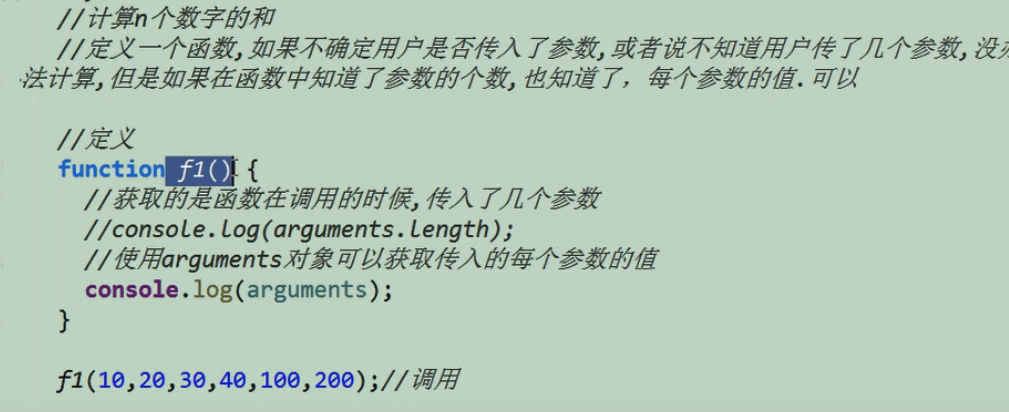 //计算n个数字的和
//定义一个函数,如果不确定用户是否传入了参数,或者说不知道用户传了几个参数,没办
法计算,但是如果在函数中知道了参数的个数,也知道了，每个参数的值.可以
//定义
function f1() {
//获取的是函数在调用的时候,传入了几个参数
//console.log(arguments.length);
//使用arguments对象可以获取传入的每个参数的值
console.log(arguments);
}
f1(10,20,30,40,100,200);//调用